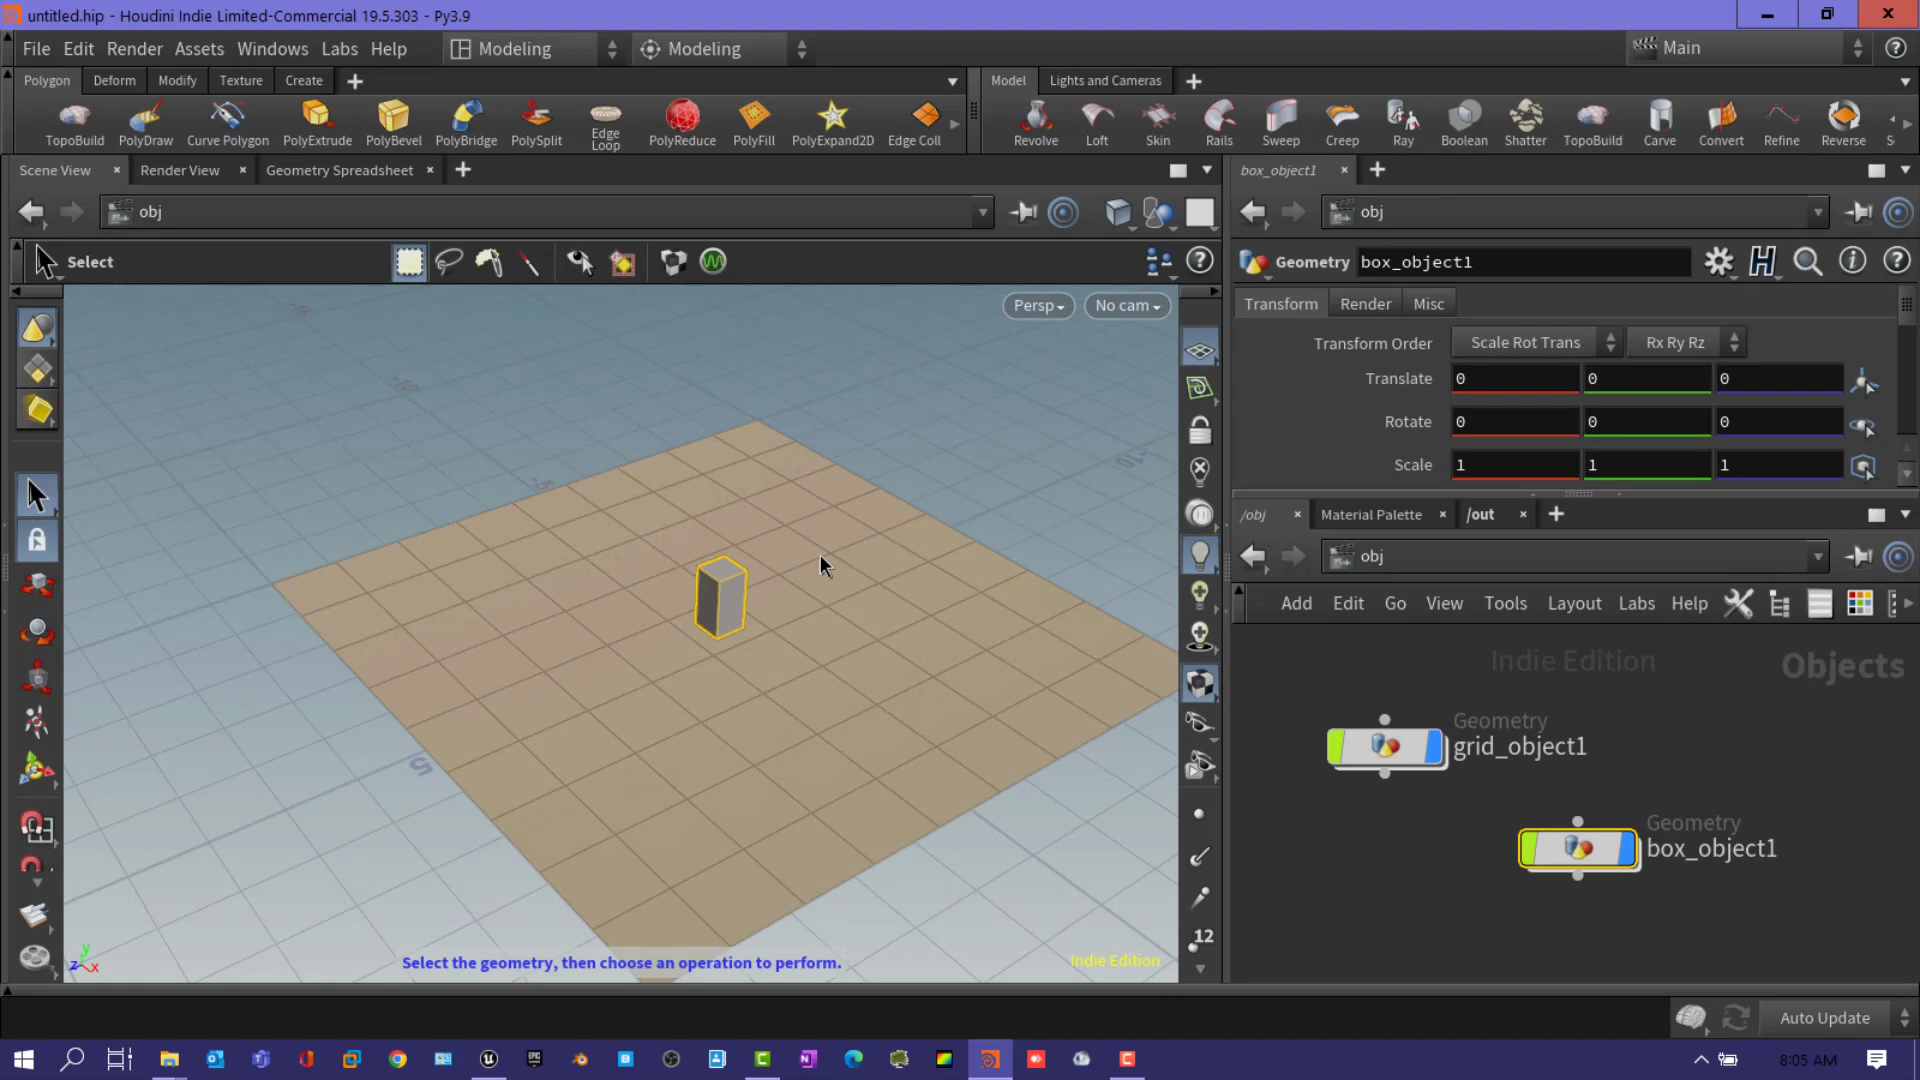 untitled.hip - Houdini Indie Limited-Commercial 19.5.303 - Py3.9
File Edit Render Assets Windows Labs Help Modeling Modeling Main
Polygon Deform Modify Texture Create Model Lights and Cameras
TopoBuild PolyDraw Curve Polygon PolyExtrude PolyBevel PolyBridge PolySplit Edge Loop PolyReduce PolyFill PolyExpand2D Edge Coll Revolve Loft Skin Rails Sweep Creep Ray Boolean Shatter TopoBuild Carve Convert Refine Reverse S
Scene View Render View Geometry Spreadsheet box_object1
obj obj
Select Geometry box_object1
Persp No cam Transform Render Misc
Transform Order Scale Rot Trans Rx Ry Rz
Translate 0 0 0
Rotate 0 0 0
Scale 1 1 1
/obj Material Palette /out
obj
Add Edit Go View Tools Layout Labs Help
Indie Edition Objects
Geometry
grid_object1
Geometry
box_object1
-10
-5
5
12
z y x
Select the geometry, then choose an operation to perform. Indie Edition
Auto Update
8:05 AM